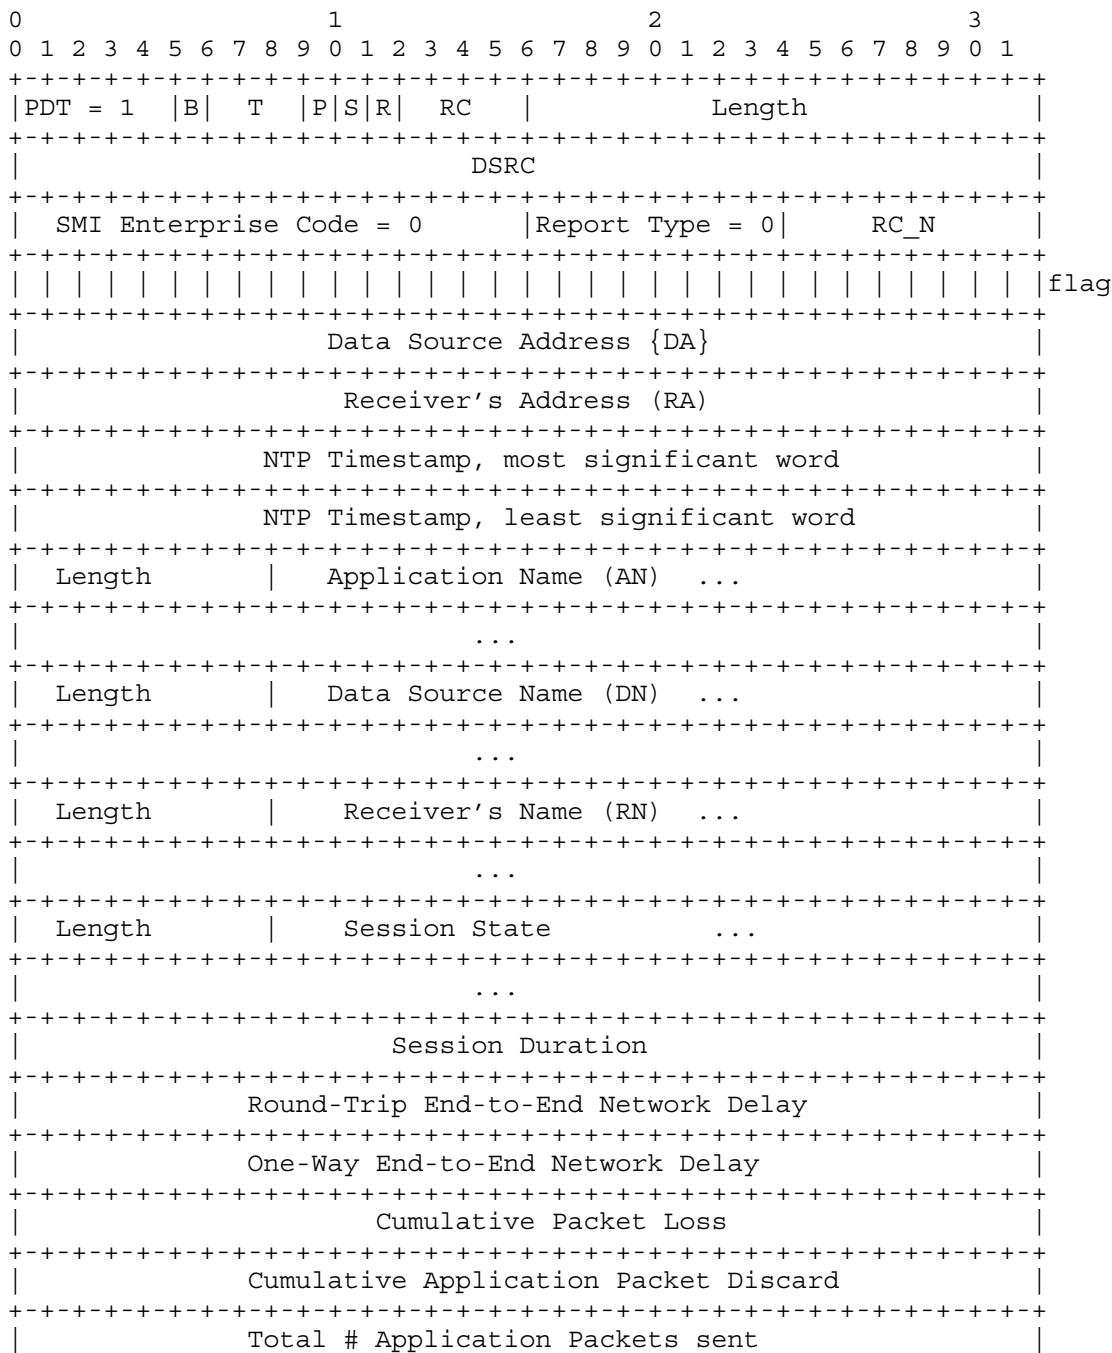 0                   1                   2                   3
0 1 2 3 4 5 6 7 8 9 0 1 2 3 4 5 6 7 8 9 0 1 2 3 4 5 6 7 8 9 0 1
+-+-+-+-+-+-+-+-+-+-+-+-+-+-+-+-+-+-+-+-+-+-+-+-+-+-+-+-+-+-+-+-+
|PDT = 1  |B|  T  |P|S|R|  RC   |           Length              |
+-+-+-+-+-+-+-+-+-+-+-+-+-+-+-+-+-+-+-+-+-+-+-+-+-+-+-+-+-+-+-+-+
|                            DSRC                               |
+-+-+-+-+-+-+-+-+-+-+-+-+-+-+-+-+-+-+-+-+-+-+-+-+-+-+-+-+-+-+-+-+
|  SMI Enterprise Code = 0      |Report Type = 0|     RC_N      |
+-+-+-+-+-+-+-+-+-+-+-+-+-+-+-+-+-+-+-+-+-+-+-+-+-+-+-+-+-+-+-+-+
| | | | | | | | | | | | | | | | | | | | | | | | | | | | | | | | |flag
+-+-+-+-+-+-+-+-+-+-+-+-+-+-+-+-+-+-+-+-+-+-+-+-+-+-+-+-+-+-+-+-+
|                   Data Source Address {DA}                    |
+-+-+-+-+-+-+-+-+-+-+-+-+-+-+-+-+-+-+-+-+-+-+-+-+-+-+-+-+-+-+-+-+
|                    Receiver's Address (RA)                    |
+-+-+-+-+-+-+-+-+-+-+-+-+-+-+-+-+-+-+-+-+-+-+-+-+-+-+-+-+-+-+-+-+
|               NTP Timestamp, most significant word            |
+-+-+-+-+-+-+-+-+-+-+-+-+-+-+-+-+-+-+-+-+-+-+-+-+-+-+-+-+-+-+-+-+
|               NTP Timestamp, least significant word           |
+-+-+-+-+-+-+-+-+-+-+-+-+-+-+-+-+-+-+-+-+-+-+-+-+-+-+-+-+-+-+-+-+
|  Length       |   Application Name (AN)  ...                  |
+-+-+-+-+-+-+-+-+-+-+-+-+-+-+-+-+-+-+-+-+-+-+-+-+-+-+-+-+-+-+-+-+
|                            ...                                |
+-+-+-+-+-+-+-+-+-+-+-+-+-+-+-+-+-+-+-+-+-+-+-+-+-+-+-+-+-+-+-+-+
|  Length       |   Data Source Name (DN)  ...                  |
+-+-+-+-+-+-+-+-+-+-+-+-+-+-+-+-+-+-+-+-+-+-+-+-+-+-+-+-+-+-+-+-+
|                            ...                                |
+-+-+-+-+-+-+-+-+-+-+-+-+-+-+-+-+-+-+-+-+-+-+-+-+-+-+-+-+-+-+-+-+
|  Length       |    Receiver's Name (RN)  ...                  |
+-+-+-+-+-+-+-+-+-+-+-+-+-+-+-+-+-+-+-+-+-+-+-+-+-+-+-+-+-+-+-+-+
|                            ...                                |
+-+-+-+-+-+-+-+-+-+-+-+-+-+-+-+-+-+-+-+-+-+-+-+-+-+-+-+-+-+-+-+-+
|  Length       |    Session State          ...                 |
+-+-+-+-+-+-+-+-+-+-+-+-+-+-+-+-+-+-+-+-+-+-+-+-+-+-+-+-+-+-+-+-+
|                            ...                                |
+-+-+-+-+-+-+-+-+-+-+-+-+-+-+-+-+-+-+-+-+-+-+-+-+-+-+-+-+-+-+-+-+
|                       Session Duration                        |
+-+-+-+-+-+-+-+-+-+-+-+-+-+-+-+-+-+-+-+-+-+-+-+-+-+-+-+-+-+-+-+-+
|              Round-Trip End-to-End Network Delay              |
+-+-+-+-+-+-+-+-+-+-+-+-+-+-+-+-+-+-+-+-+-+-+-+-+-+-+-+-+-+-+-+-+
|              One-Way End-to-End Network Delay                 |
+-+-+-+-+-+-+-+-+-+-+-+-+-+-+-+-+-+-+-+-+-+-+-+-+-+-+-+-+-+-+-+-+
|                      Cumulative Packet Loss                   |
+-+-+-+-+-+-+-+-+-+-+-+-+-+-+-+-+-+-+-+-+-+-+-+-+-+-+-+-+-+-+-+-+
|              Cumulative Application Packet Discard            |
+-+-+-+-+-+-+-+-+-+-+-+-+-+-+-+-+-+-+-+-+-+-+-+-+-+-+-+-+-+-+-+-+
|              Total # Application Packets sent                 |